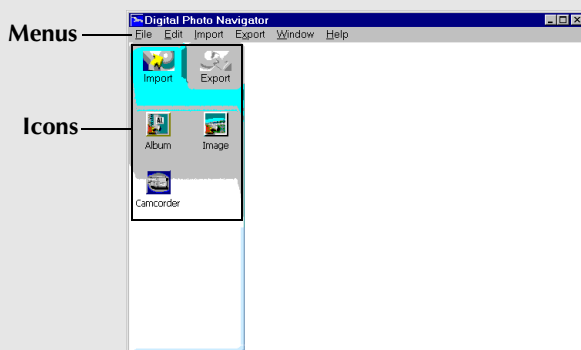 Digital Photo Navigator
Menus
File Edit Import Export Window Help
Import Export
Icons
Album Image
Camcorder